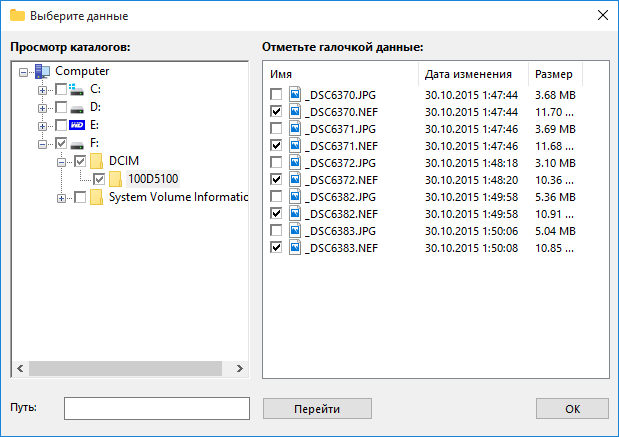 Выберите данные
Просмотр каталогов:
Computer
C:
D:
WD E:
F:
DCIM
100D5100
System Volume Informatio
Отметьте галочкой данные:
Имя Дата изменения Размер
_DSC6370.JPG 30.10.2015 1:47:44 3.68 MB
_DSC6370.NEF 30.10.2015 1:47:44 11.70 ...
_DSC6371.JPG 30.10.2015 1:47:46 3.69 MB
_DSC6371.NEF 30.10.2015 1:47:46 11.68 ...
_DSC6372.JPG 30.10.2015 1:48:18 3.10 MB
_DSC6372.NEF 30.10.2015 1:48:20 10.36 ...
_DSC6382.JPG 30.10.2015 1:49:58 5.36 MB
_DSC6382.NEF 30.10.2015 1:49:58 10.91 ...
_DSC6383.JPG 30.10.2015 1:50:06 5.04 MB
_DSC6383.NEF 30.10.2015 1:50:08 10.85 ...
Путь: Перейти OK